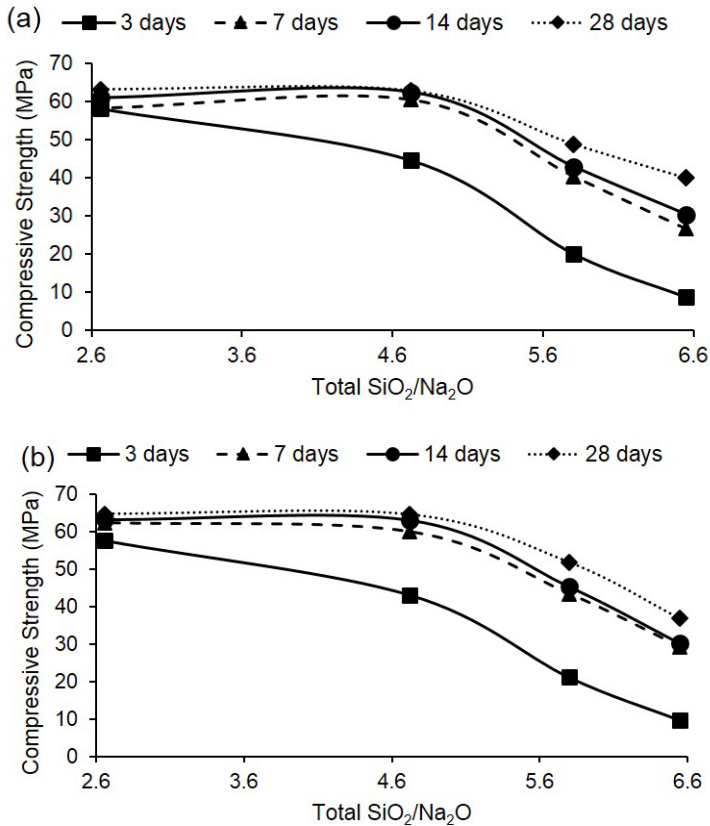 (a)
3 days 7 days 14 days 28 days
Compressive Strength (MPa)
70
60
50
40
30
20
10
0
2.6 3.6 4.6 5.6 6.6
Total SiO₂/Na₂O
(b)
3 days 7 days 14 days 28 days
Compressive Strength (MPa)
70
60
50
40
30
20
10
0
2.6 3.6 4.6 5.6 6.6
Total SiO₂/Na₂O